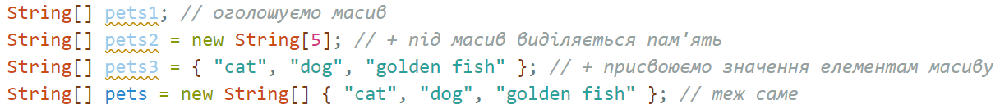 String[] pets1; // оголошуємо масив
String[] pets2 = new String[5]; // + під масив виділяється пам'ять
String[] pets3 = { "cat", "dog", "golden fish" }; // + присвоюємо значення елементам масиву
String[] pets = new String[] { "cat", "dog", "golden fish" }; // теж саме